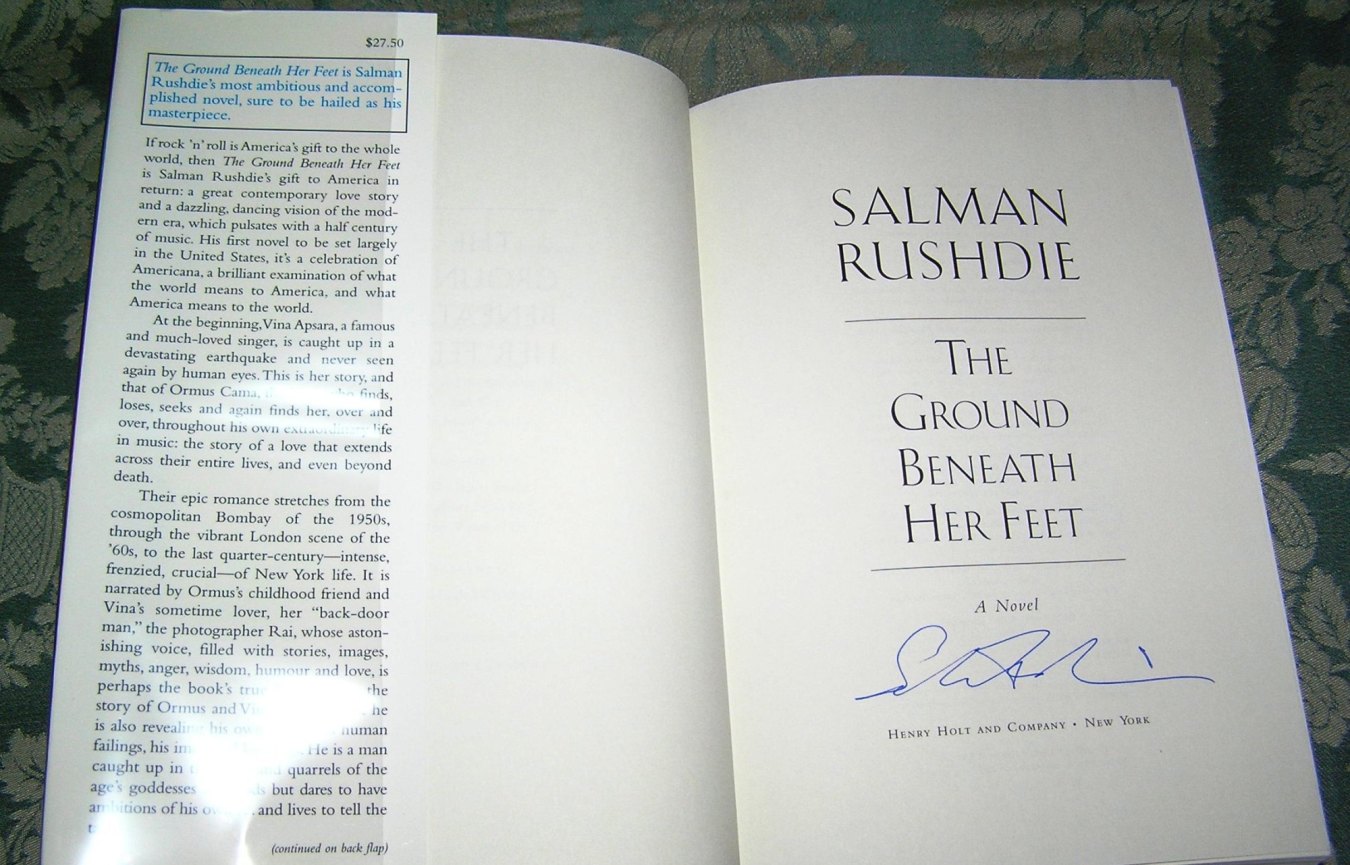 $27.50
The Ground Beneath Her Feet is Salman
Rushdie's most ambitious and accom-
plished novel, sure to be hailed as his
masterpiece.
If rock 'n' roll is America's gift to the whole
world, then The Ground Beneath Her Feet
is Salman Rushdie's gift to America in
return: a great contemporary love story
and a dazzling, dancing vision of the mod-
ern era, which pulsates with a half century
of music. His first novel to be set largely
in the United States, it's a celebration of
Americana, a brilliant examination of what
the world means to America, and what
America means to the world.
At the beginning, Vina Apsara, a famous
and much-loved singer, is caught up in a
devastating earthquake and never seen
again by human eyes. This is her story, and
that of Ormus Cama, finds,
loses, seeks and again finds her, over and
over, throughout his own extraordinary life
in music: the story of a love that extends
across their entire lives, and even beyond
death.
Their epic romance stretches from the
cosmopolitan Bombay of the 1950s,
through the vibrant London scene of the
'60s, to the last quarter-century—intense,
frenzied, crucial—of New York life. It is
narrated by Ormus's childhood friend and
Vina's sometime lover, her "back-door
man," the photographer Rai, whose aston-
ishing voice, filled with stories, images,
myths, anger, wisdom, humour and love, is
perhaps the book's the
story of Ormus and he
is also revealing his own human
failings, his He is a man
caught up in quarrels of the
age's goddesses but dares to have
ambitions of his and lives to tell the
(continued on back flap)
SALMAN
RUSHDIE
THE
GROUND
BENEATH
HER FEET
A Novel
HENRY HOLT AND COMPANY • NEW YORK